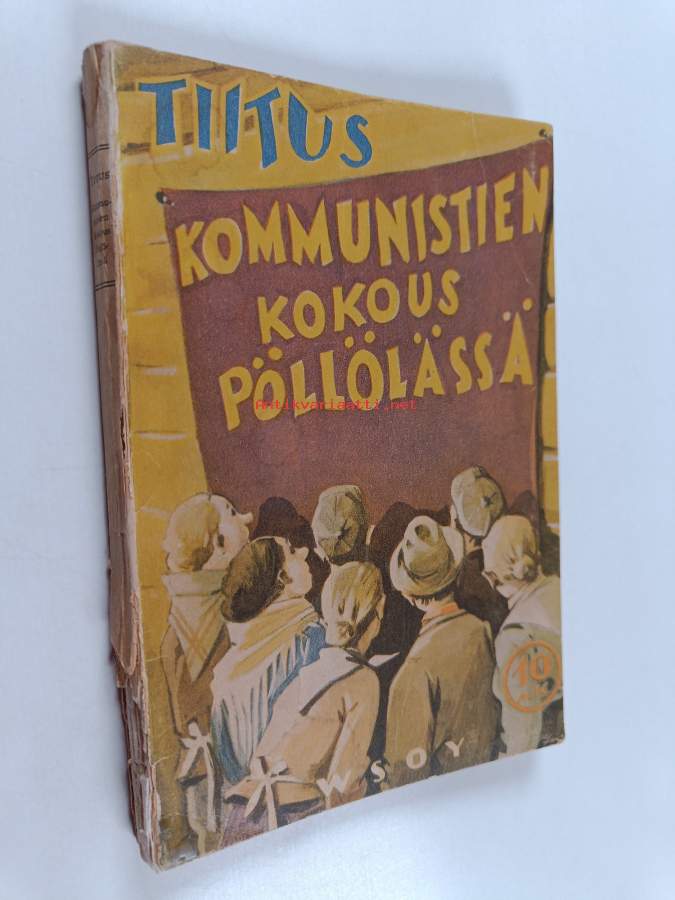 TIITUS
KOMMUNISTIEN
KOKOUS
PÖLLÖLÄSSÄ
Antikvariaatti.net
10
WSOY